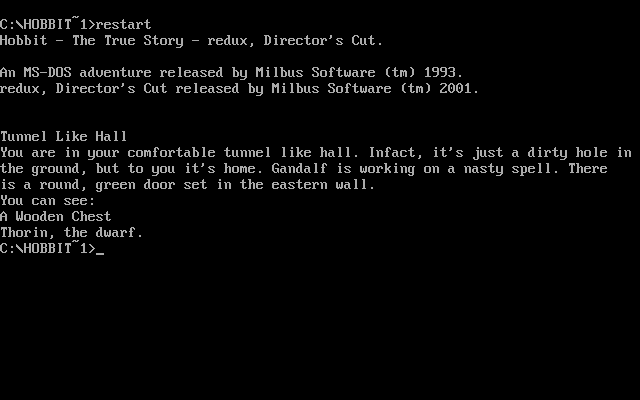 C:\HOBBIT~1>restart
Hobbit - The True Story - redux, Director's Cut.
An MS-DOS adventure released by Milbus Software (tm) 1993.
redux, Director's Cut released by Milbus Software (tm) 2001.
Tunnel Like Hall
You are in your comfortable tunnel like hall. Infact, it's just a dirty hole in
the ground, but to you it's home. Gandalf is working on a nasty spell. There
is a round, green door set in the eastern wall.
You can see:
A Wooden Chest
Thorin, the dwarf.
C:\HOBBIT~1>_